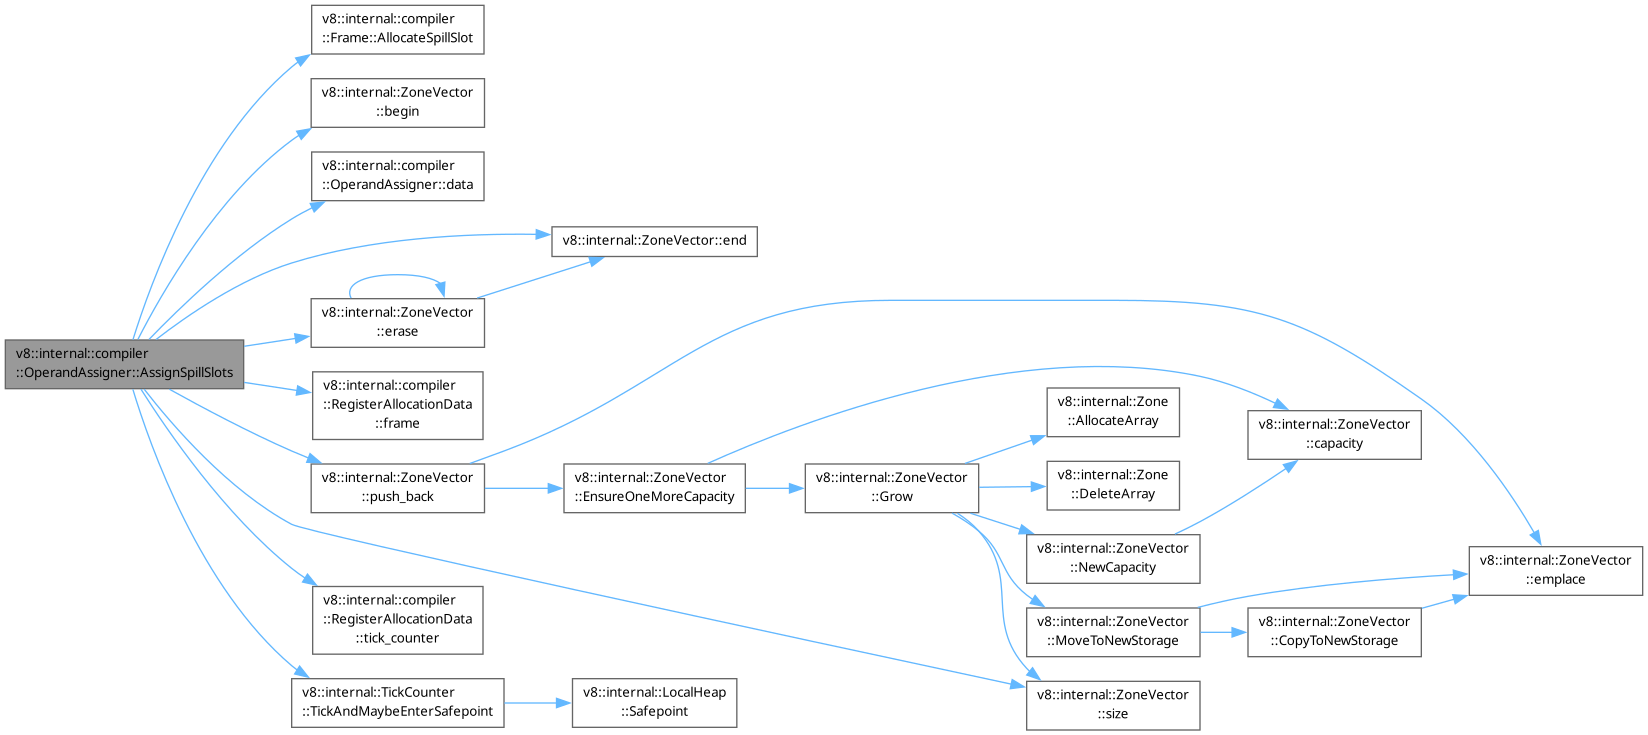 v8::internal::compiler
::Frame::AllocateSpillSlot
v8::internal::ZoneVector
::begin
v8::internal::compiler
::OperandAssigner::data
v8::internal::ZoneVector::end
v8::internal::ZoneVector
::erase
v8::internal::compiler
::OperandAssigner::AssignSpillSlots
v8::internal::compiler
::RegisterAllocationData
::frame
v8::internal::Zone
::AllocateArray
v8::internal::ZoneVector
::capacity
v8::internal::ZoneVector
::push_back
v8::internal::ZoneVector
::EnsureOneMoreCapacity
v8::internal::ZoneVector
::Grow
v8::internal::Zone
::DeleteArray
v8::internal::ZoneVector
::NewCapacity
v8::internal::ZoneVector
::emplace
v8::internal::compiler
::RegisterAllocationData
::tick_counter
v8::internal::ZoneVector
::MoveToNewStorage
v8::internal::ZoneVector
::CopyToNewStorage
v8::internal::TickCounter
::TickAndMaybeEnterSafepoint
v8::internal::LocalHeap
::Safepoint
v8::internal::ZoneVector
::size